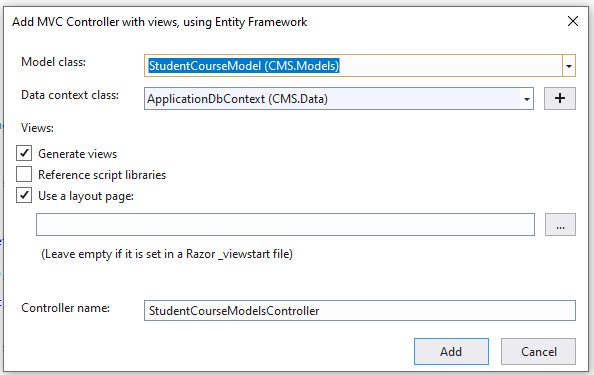 Add MVC Controller with views, using Entity Framework
Model class:
StudentCourseModel (CMS.Models)
Data context class:
ApplicationDbContext (CMS.Data)
+
Views:
Generate views
Reference script libraries
Use a layout page:
...
(Leave empty if it is set in a Razor _viewstart file)
Controller name:
StudentCourseModelsController
Add
Cancel